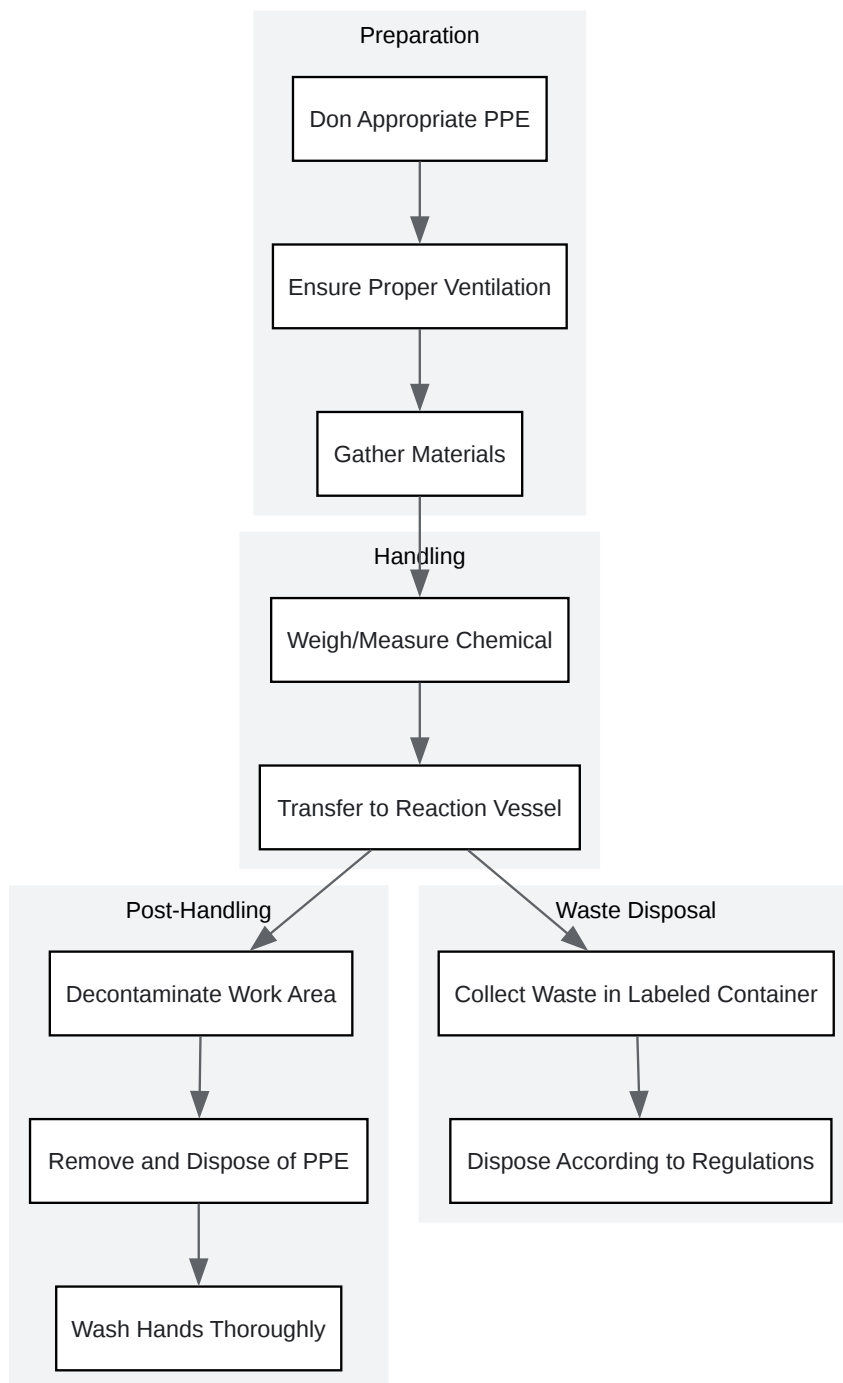 Preparation
Don Appropriate PPE
Ensure Proper Ventilation
Gather Materials
Handling
Weigh/Measure Chemical
Transfer to Reaction Vessel
Post-Handling
Decontaminate Work Area
Remove and Dispose of PPE
Wash Hands Thoroughly
Waste Disposal
Collect Waste in Labeled Container
Dispose According to Regulations